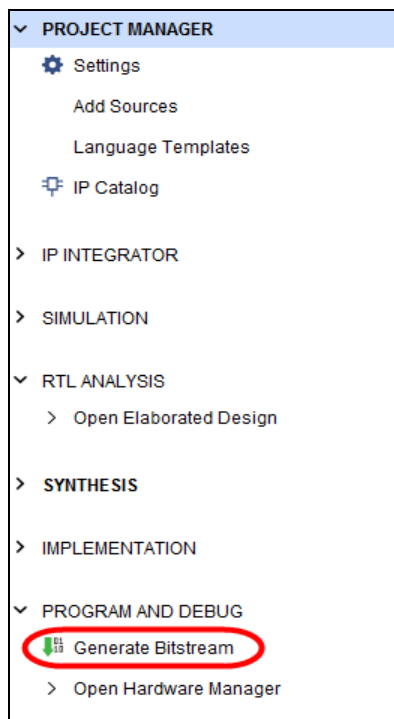 PROJECT MANAGER
Settings
Add Sources
Language Templates
IP Catalog
IP INTEGRATOR
SIMULATION
RTL ANALYSIS
Open Elaborated Design
SYNTHESIS
IMPLEMENTATION
PROGRAM AND DEBUG
Generate Bitstream
Open Hardware Manager